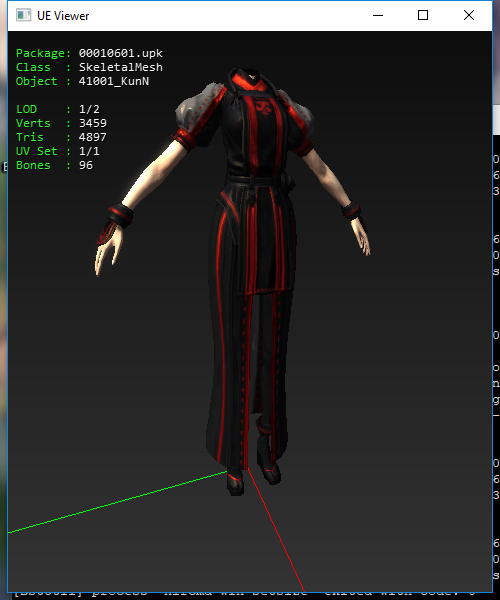 UE Viewer
Package: 00010601.upk
Class : SkeletalMesh
Object : 41001_KunN
LOD : 1/2
Verts : 3459
Tris : 4897
UV Set : 1/1
Bones : 96